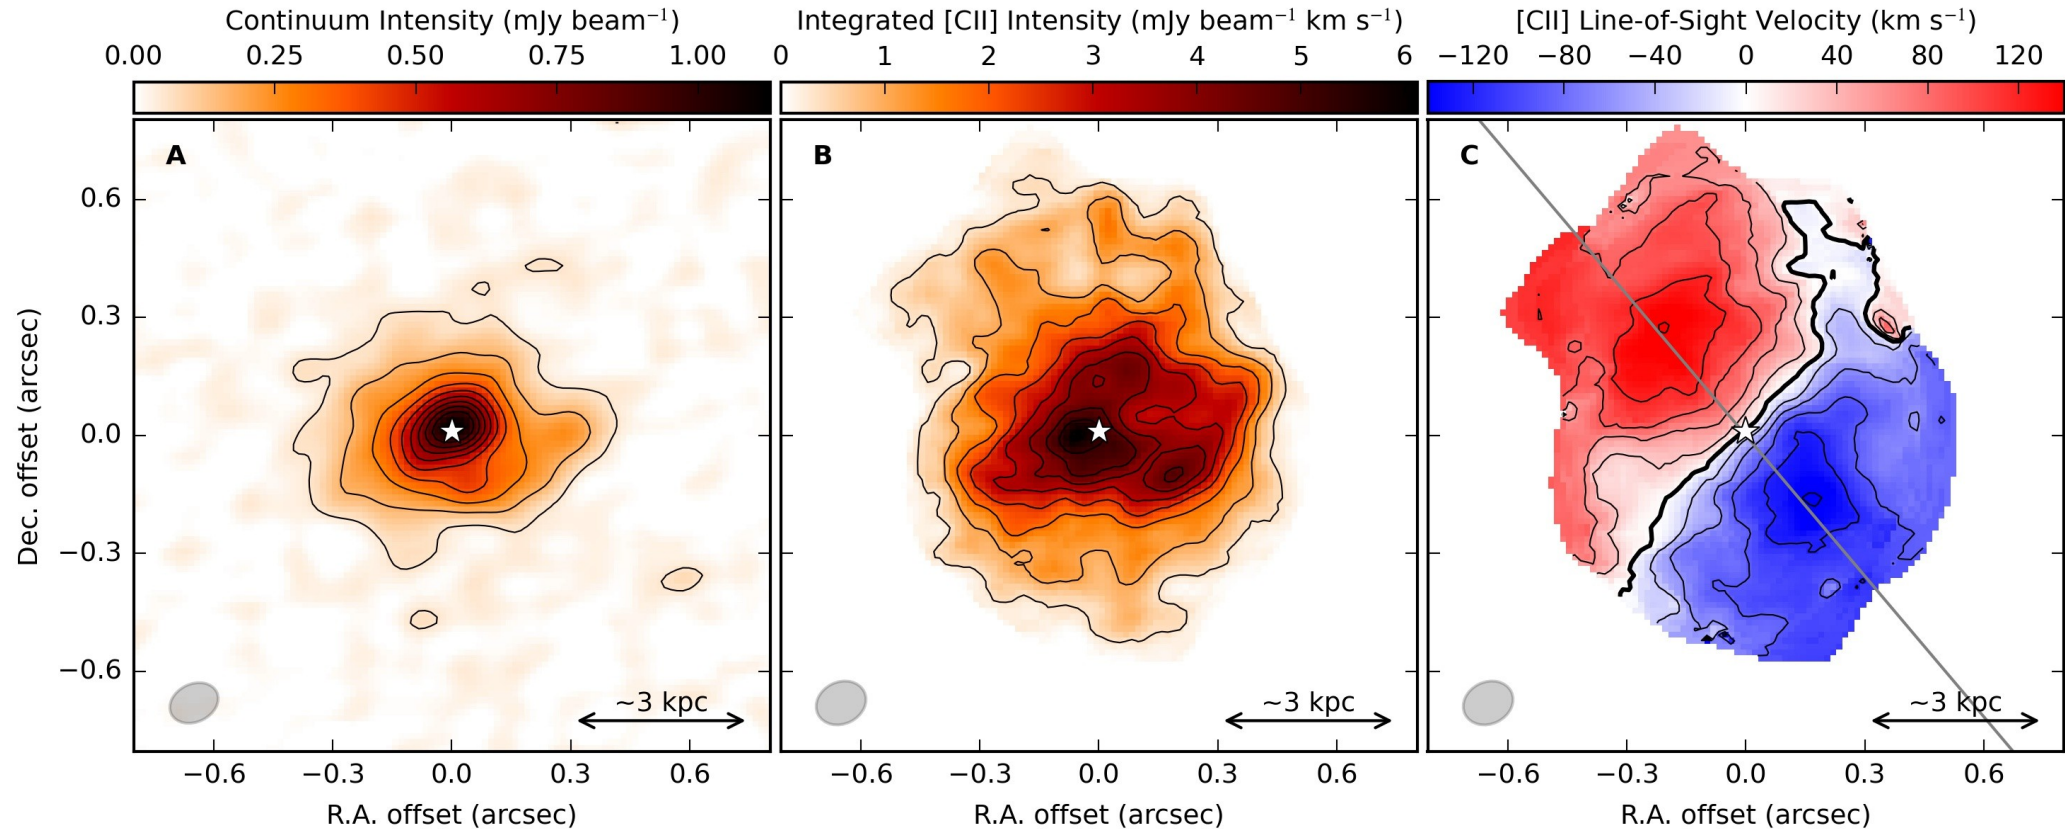 Continuum Intensity (mJy beam⁻¹)
0.00 0.25 0.50 0.75 1.00
Integrated [CII] Intensity (mJy beam⁻¹ km s⁻¹)
0 1 2 3 4 5 6
[CII] Line-of-Sight Velocity (km s⁻¹)
−120 −80 −40 0 40 80 120
Dec. offset (arcsec)
0.6
0.3
0.0
−0.3
−0.6
A
~3 kpc
−0.6 −0.3 0.0 0.3 0.6
R.A. offset (arcsec)
B
~3 kpc
−0.6 −0.3 0.0 0.3 0.6
R.A. offset (arcsec)
C
~3 kpc
−0.6 −0.3 0.0 0.3 0.6
R.A. offset (arcsec)